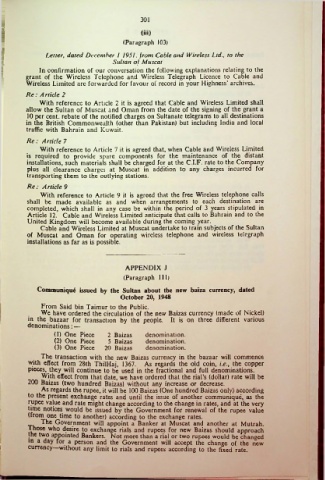 301
(iii)
(Paragraph 103)
Letter, dated December 1 1951, from Cable and Wireless Ltd., to the
Sultan of Muscat
In confirmation of our conversation the following explanations relating to the
grant of the Wireless Telephone and Wireless Telegraph Licence to Cable and
Wireless Limited are forwarded for favour of record in your Highness' archives.
Re: Article 2
With reference to Article 2 it is agreed that Cable and Wireless Limited shall
allow the Sultan of Muscat and Oman from the date of the signing of the grant a
10 per cent. rebate of the notified charges on Sultanate telegrams to all destinations
in the British Commonwealth (other than Pakistan) but including India and local
traffic with Bahrain and Kuwait.
Re: Article 7
With reference to Article 7 it is agreed that, when Cable and Wireless Limited
is required to provide spare components for the maintenance of the distant
installations, such materials shall be charged for at the C.I.F. rate to the Company
plus all clearance charges at Muscat in addition to any charges incurred for
transporting them to the outlying stations.
Re: Article 9
With reference to Article 9 it is agreed that the free Wireless telephone calls
shall be made available as and when arrangements to each destination are
completed, which shall in any case be within the period of 3 years stipulated in
Article 12. Cable and Wireless Limited anticipate that calls to Bahrain and to the
United Kingdom will become available during the coming year.
Cable and Wireless Limited at Muscat undertake to train subjects of the Sultan
of Muscat and Oman for operating wireless telephone and wireless telegraph
installations as far as is possible.
APPENDIX J
(Paragraph 111)
Communiqué issued by the Sultan about the new baiza currency, dated
October 20, 1948
From Said bin Taimur to the Public.
We have ordered the circulation of the new Baizas currency (made of Nickel)
in the bazaar for transaction by the people. It is on three different various
denominations:—
(1) One Piece 2 Baizas denomination.
(2) One Piece 5 Baizas denomination.
(3) One Piece 20 Baizas denomination.
The transaction with the new Baizas currency in the bazaar will commence
with effect from 28th Thilhaj, 1367. As regards the old coin, i.e., the copper
pieces, they will continue to be used in the fractional and full denominations.
With effect from that date, we have ordered that the rial's (dollar) rate will be
200 Baizas (two hundred Baizas) without any increase or decrease.
As regards the rupee, it will be 100 Baizas (One hundred Baizas only) according
to the present exchange rates and until the issue of another communiqué, as the
rupee value and rate might change according to the change in rates, and at the very
time notices would be issued by the Government for renewal of the rupee value
(from one time to another) according to the exchange rates.
The Government will appoint a Banker at Muscat and another at Mutrah.
Those who desire to exchange rials and rupees for new Baizas should approach
the two appointed Bankers. Not more than a rial or two rupees would be changed
in a day for a person and the Government will accept the change of the new
currency—without any limit to rials and rupees according to the fixed rate.